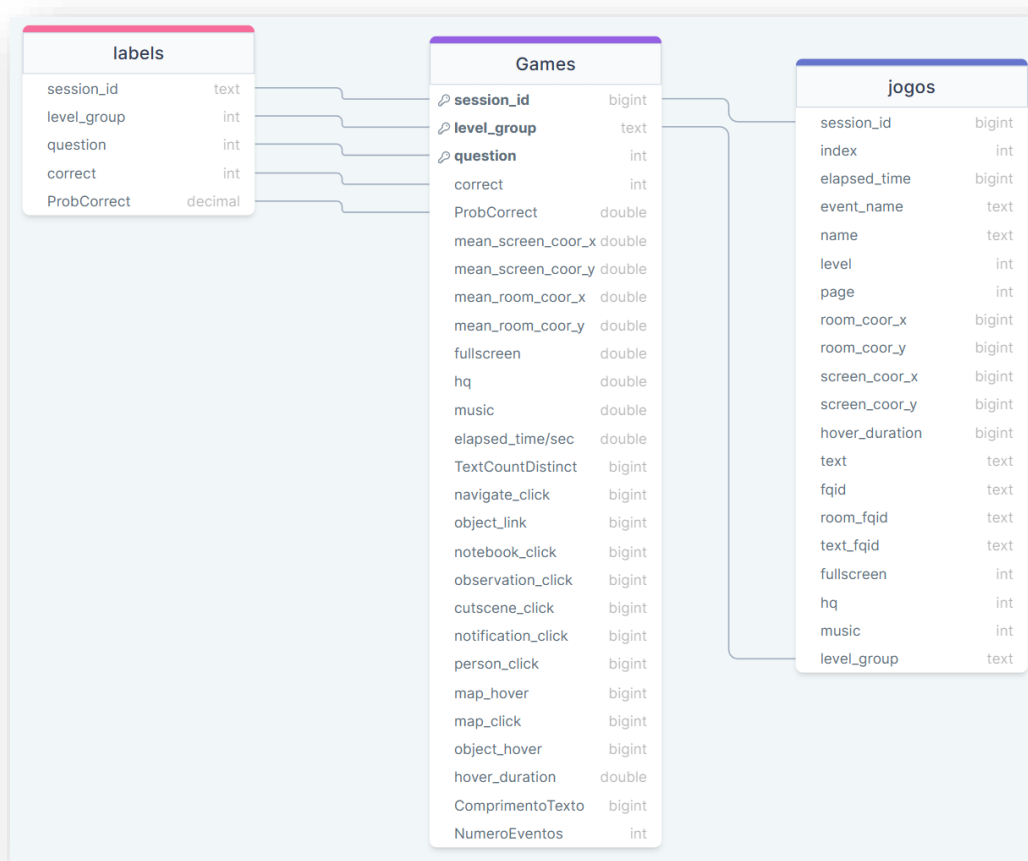 labels
session_id text
level_group int
question int
correct int
ProbCorrect decimal
Games
session_id bigint
level_group text
question int
correct int
ProbCorrect double
mean_screen_coor_x double
mean_screen_coor_y double
mean_room_coor_x double
mean_room_coor_y double
fullscreen double
hq double
music double
elapsed_time/sec double
TextCountDistinct bigint
navigate_click bigint
object_link bigint
notebook_click bigint
observation_click bigint
cutscene_click bigint
notification_click bigint
person_click bigint
map_hover bigint
map_click bigint
object_hover bigint
hover_duration double
ComprimentoTexto bigint
NumeroEventos int
jogos
session_id bigint
index int
elapsed_time bigint
event_name text
name text
level int
page int
room_coor_x bigint
room_coor_y bigint
screen_coor_x bigint
screen_coor_y bigint
hover_duration bigint
text text
fqid text
room_fqid text
text_fqid text
fullscreen int
hq int
music int
level_group text